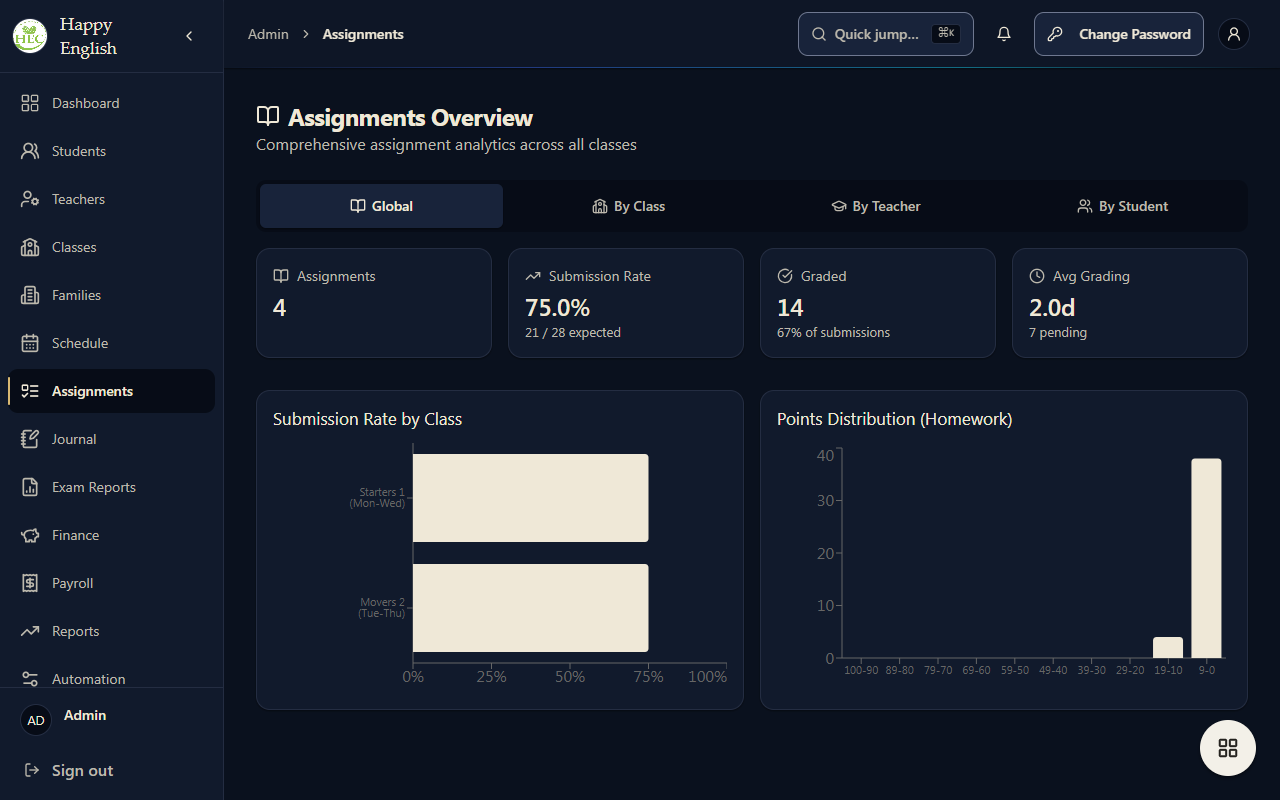 HEC
Happy
English
Dashboard
Students
Teachers
Classes
Families
Schedule
Assignments
Journal
Exam Reports
Finance
Payroll
Reports
Automation
AD
Admin
Sign out
Admin
Assignments
Quick jump...
⌘K
Change Password
Assignments Overview
Comprehensive assignment analytics across all classes
Global
By Class
By Teacher
By Student
Assignments
4
Submission Rate
75.0%
21 / 28 expected
Graded
14
67% of submissions
Avg Grading
2.0d
7 pending
Submission Rate by Class
Starters 1
(Mon-Wed)
Movers 2
(Tue-Thu)
0% 25% 50% 75% 100%
Points Distribution (Homework)
40
30
20
10
0
100-90 89-80 79-70 69-60 59-50 49-40 39-30 29-20 19-10 9-0